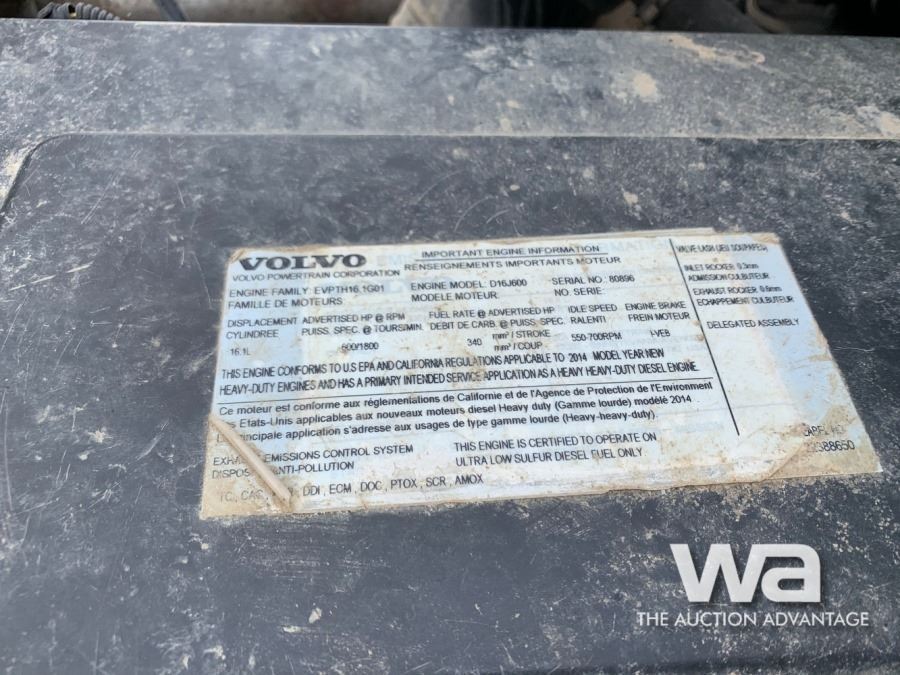 VOLVO
VOLVO POWERTRAIN CORPORATION
IMPORTANT ENGINE INFORMATION
RENSEIGNEMENTS IMPORTANTS MOTEUR
ENGINE FAMILY: EVPTH16.1G01
FAMILLE DE MOTEURS:
ENGINE MODEL: D16J600
MODELE MOTEUR:
SERIAL NO.: 80896
NO. SERIE:
DISPLACEMENT ADVERTISED HP @ RPM FUEL RATE @ ADVERTISED HP IDLE SPEED ENGINE BRAKE
CYLINDREE PUISS. SPEC. @ TOURS/MIN. DEBIT DE CARB. @ PUISS. SPEC. RALENTI FREIN MOTEUR
16.1L 600/1800 340 mm³ / STROKE 550-700RPM I-VEB
mm³ / COUP
THIS ENGINE CONFORMS TO U.S EPA AND CALIFORNIA REGULATIONS APPLICABLE TO 2014 MODEL YEAR NEW
HEAVY-DUTY ENGINES AND HAS A PRIMARY INTENDED SERVICE APPLICATION AS A HEAVY HEAVY-DUTY DIESEL ENGINE.
Ce moteur est conforme aux réglementations de Californie et de l'Agence de Protection de l'Environment
Etats-Unis applicables aux nouveaux moteurs diesel Heavy duty (Gamme lourde) modélé 2014
principale application s'adresse aux usages de type gamme lourde (Heavy-heavy-duty).
EMISSIONS CONTROL SYSTEM
ANTI-POLLUTION
THIS ENGINE IS CERTIFIED TO OPERATE ON
ULTRA LOW SULFUR DIESEL FUEL ONLY
TC, CAC, DDI, ECM, DOC, PTOX, SCR, AMOX
VALVE LASH
INLET ROCKER 0.3mm
ADMISSION CULBUTEUR
EXHAUST ROCKER 0.6mm
ECHAPPEMENT CULBUTEUR
DELEGATED ASSEMBLY
wa
THE AUCTION ADVANTAGE